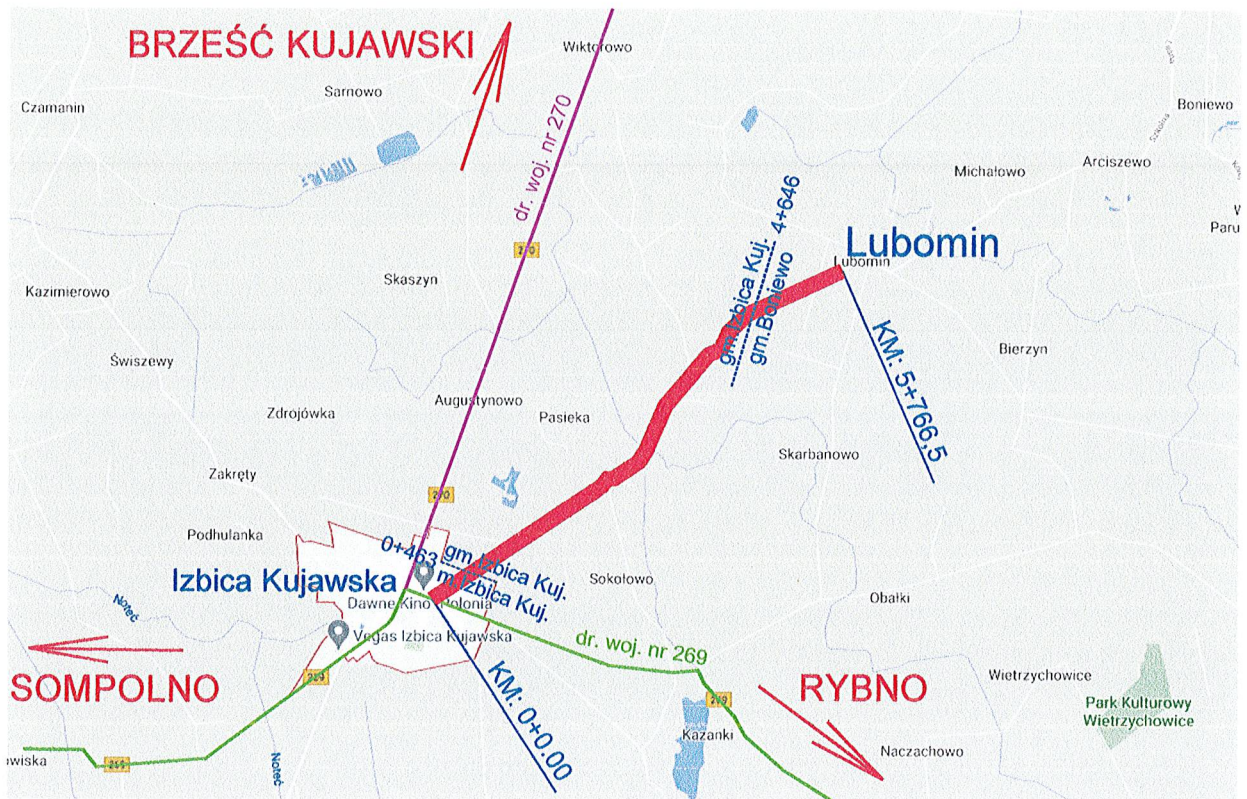 BRZEŚĆ KUJAWSKI
Wiktorowo
Sarnowo
Czamanin
Boniewo
Szkolna
Arciszewo
Michałowo
dr. woj. nr 270
270
gm.Izbica Kuj. 4+646
gm.Boniewo
Lubomin
Lubomin
Paru
Skaszyn
Kazimierowo
KM: 5+766,5
Bierzyn
Świszewy
Augustynowo
Zdrojówka
Pasieka
Skarbanowo
Zakręty
270
Podhulanka
0+463 gm.Izbica Kuj.
m.Izbica Kuj.
Izbica Kujawska
Sokołowo
Obałki
Dawne Kino Polonia
Noteć
Vegas Izbica Kujawska
dr. woj. nr 269
SOMPOLNO
269
KM: 0+0.00
RYBNO
269
Wietrzychowice
Park Kulturowy
Wietrzychowice
Kazanki
Naczachowo
owiska
269
Noteć